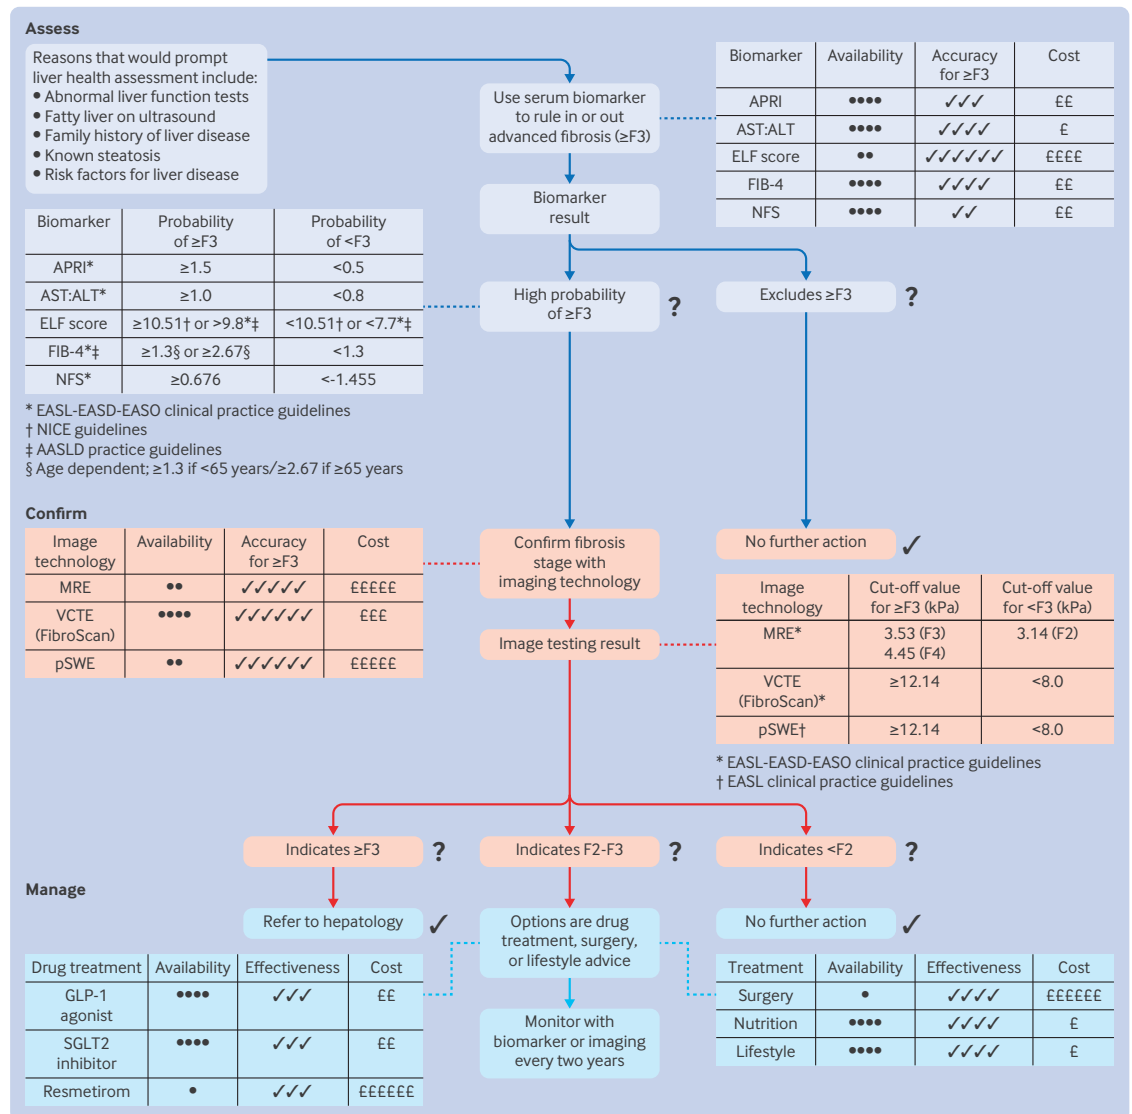 Assess
Reasons that would prompt
liver health assessment include:
• Abnormal liver function tests
• Fatty liver on ultrasound
• Family history of liver disease
• Known steatosis
• Risk factors for liver disease
Use serum biomarker
to rule in or out
advanced fibrosis (≥F3)
Biomarker Availability Accuracy for ≥F3 Cost
APRI •••• ✓✓✓ ££
AST:ALT •••• ✓✓✓✓ £
ELF score •• ✓✓✓✓✓✓ ££££
FIB-4 •••• ✓✓✓✓ ££
NFS •••• ✓✓ ££
Biomarker
result
Biomarker Probability of ≥F3 Probability of <F3
APRI* ≥1.5 <0.5
AST:ALT* ≥1.0 <0.8
ELF score ≥10.51† or >9.8*‡ <10.51† or <7.7*‡
FIB-4*‡ ≥1.3§ or ≥2.67§ <1.3
NFS* ≥0.676 <-1.455
* EASL-EASD-EASO clinical practice guidelines
† NICE guidelines
‡ AASLD practice guidelines
§ Age dependent; ≥1.3 if <65 years/≥2.67 if ≥65 years
High probability
of ≥F3
?
Excludes ≥F3
?
Confirm
Image technology Availability Accuracy for ≥F3 Cost
MRE •• ✓✓✓✓✓ £££££
VCTE (FibroScan) •••• ✓✓✓✓✓✓ £££
pSWE •• ✓✓✓✓✓✓ £££££
Confirm fibrosis
stage with
imaging technology
No further action ✓
Image testing result
Image technology Cut-off value for ≥F3 (kPa) Cut-off value for <F3 (kPa)
MRE* 3.53 (F3) 4.45 (F4) 3.14 (F2)
VCTE (FibroScan)* ≥12.14 <8.0
pSWE† ≥12.14 <8.0
* EASL-EASD-EASO clinical practice guidelines
† EASL clinical practice guidelines
Indicates ≥F3 ?
Indicates F2-F3 ?
Indicates <F2 ?
Manage
Refer to hepatology ✓
Options are drug
treatment, surgery,
or lifestyle advice
No further action ✓
Drug treatment Availability Effectiveness Cost
GLP-1 agonist •••• ✓✓✓ ££
SGLT2 inhibitor •••• ✓✓✓ ££
Resmetirom • ✓✓✓ ££££££
Monitor with
biomarker or imaging
every two years
Treatment Availability Effectiveness Cost
Surgery • ✓✓✓✓ ££££££
Nutrition •••• ✓✓✓✓ £
Lifestyle •••• ✓✓✓✓ £